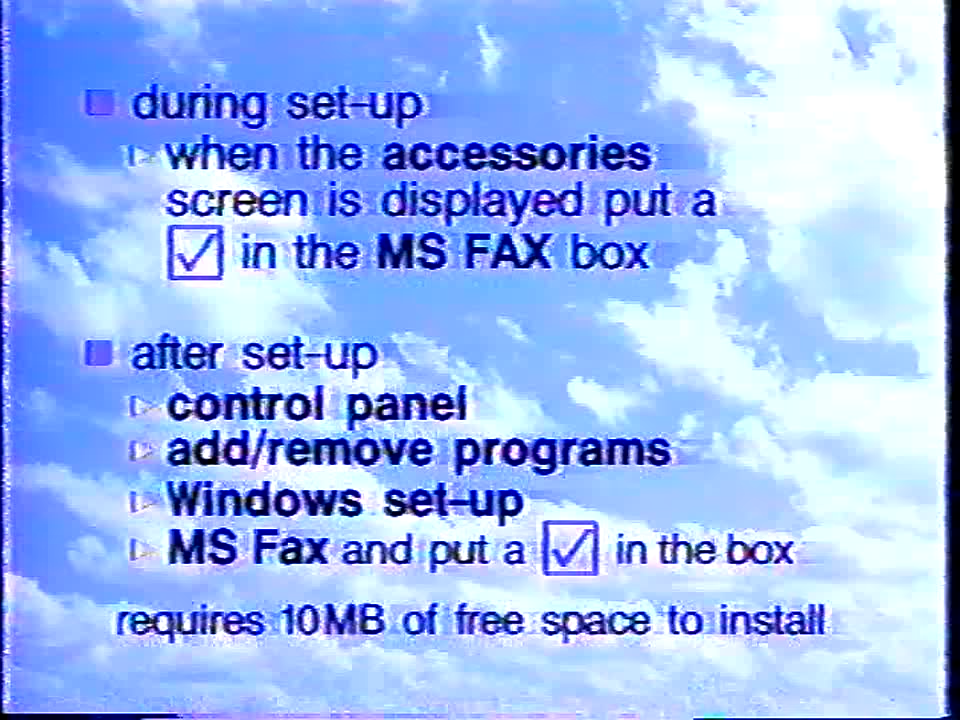 during set-up
when the accessories
screen is displayed put a
☑ in the MS FAX box
after set-up
control panel
add/remove programs
Windows set-up
MS Fax and put a ☑ in the box
requires 10MB of free space to install